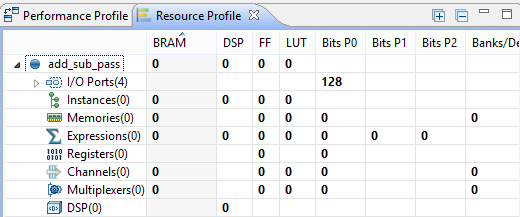 Performance Profile Resource Profile
BRAM DSP FF LUT Bits P0 Bits P1 Bits P2 Banks/De
add_sub_pass 0 0 0 0
I/O Ports(4) 128
Instances(0) 0 0 0 0
Memories(0) 0 0 0 0 0
Expressions(0) 0 0 0 0 0 0 0
Registers(0) 0 0
Channels(0) 0 0 0 0 0
Multiplexers(0) 0 0 0 0 0
DSP(0) 0